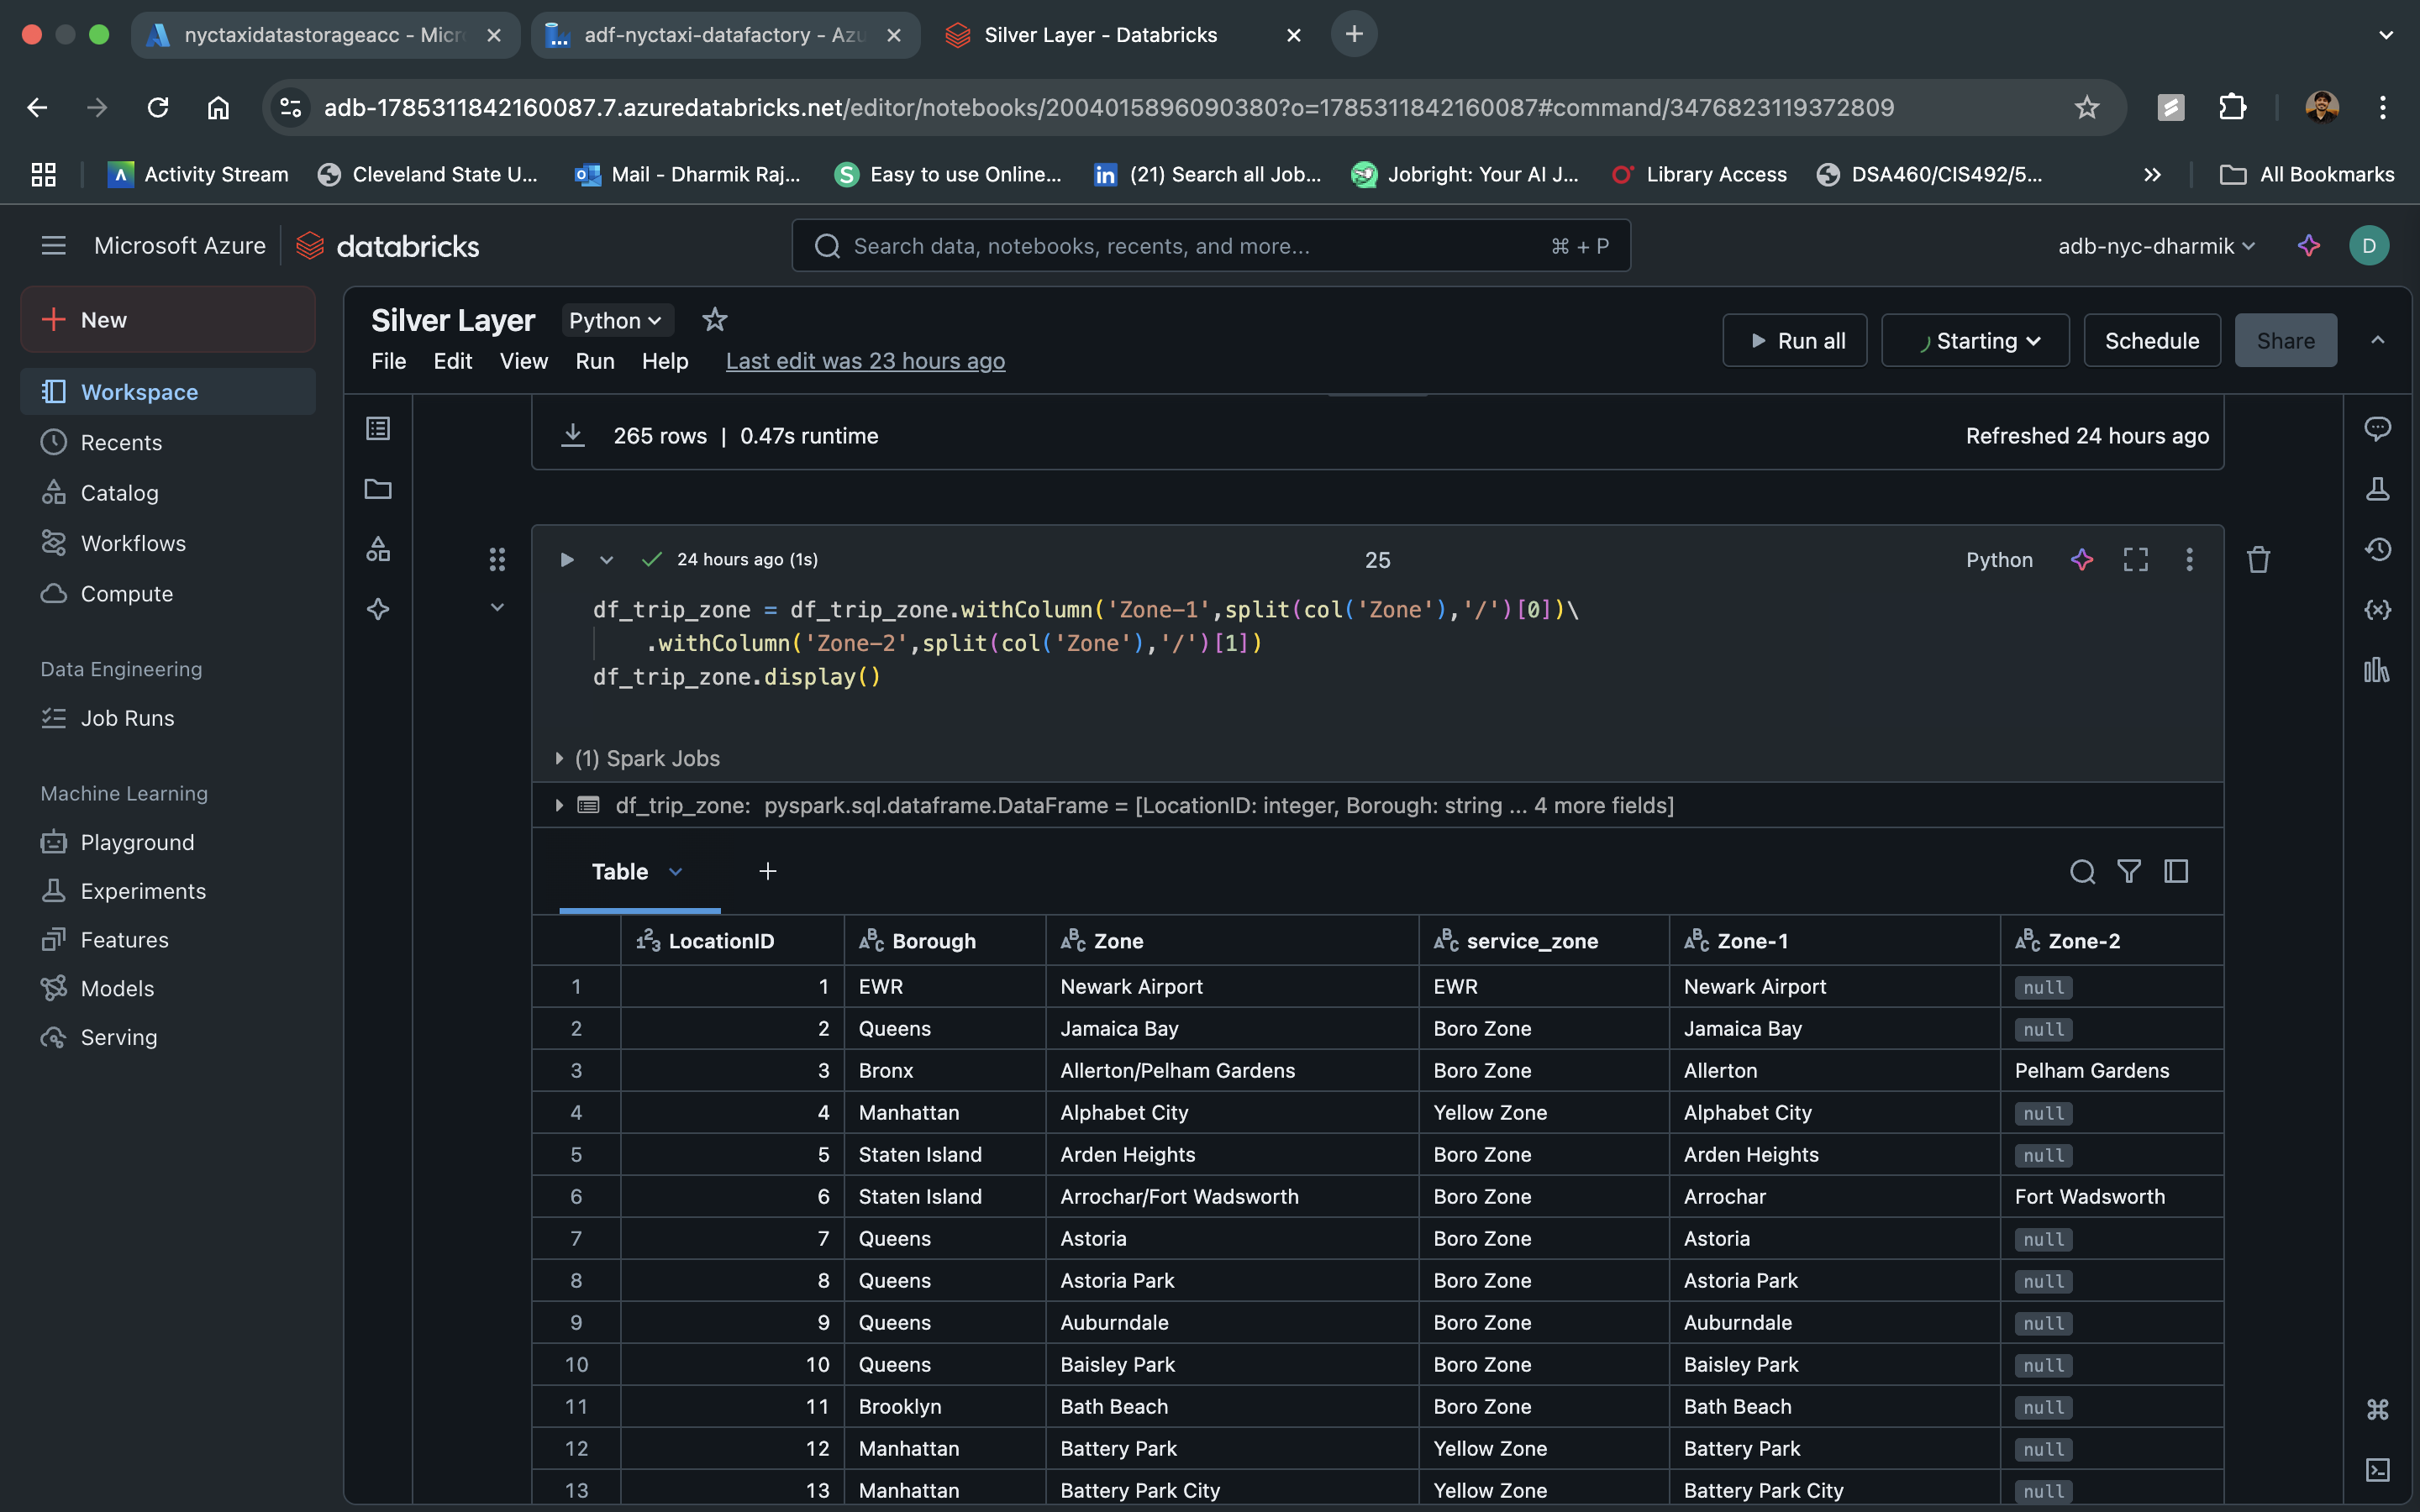 nyctaxidatastorageacc - Micr
adf-nyctaxi-datafactory - Azu
Silver Layer - Databricks
adb-1785311842160087.7.azuredatabricks.net/editor/notebooks/2004015896090380?o=1785311842160087#command/3476823119372809
Activity Stream
Cleveland State U...
Mail - Dharmik Raj...
Easy to use Online...
(21) Search all Job...
Jobright: Your AI J...
Library Access
DSA460/CIS492/5...
All Bookmarks
Microsoft Azure
databricks
Search data, notebooks, recents, and more...
⌘ + P
adb-nyc-dharmik
D
New
Workspace
Recents
Catalog
Workflows
Compute
Data Engineering
Job Runs
Machine Learning
Playground
Experiments
Features
Models
Serving
Silver Layer
Python
File Edit View Run Help Last edit was 23 hours ago
Run all
Starting
Schedule
Share
265 rows | 0.47s runtime
Refreshed 24 hours ago
24 hours ago (1s)
25
Python
df_trip_zone = df_trip_zone.withColumn('Zone-1',split(col('Zone'),'/')[0])\
.withColumn('Zone-2',split(col('Zone'),'/')[1])
df_trip_zone.display()
(1) Spark Jobs
df_trip_zone: pyspark.sql.dataframe.DataFrame = [LocationID: integer, Borough: string ... 4 more fields]
Table
LocationID Borough Zone service_zone Zone-1 Zone-2
1 1 EWR Newark Airport EWR Newark Airport null
2 2 Queens Jamaica Bay Boro Zone Jamaica Bay null
3 3 Bronx Allerton/Pelham Gardens Boro Zone Allerton Pelham Gardens
4 4 Manhattan Alphabet City Yellow Zone Alphabet City null
5 5 Staten Island Arden Heights Boro Zone Arden Heights null
6 6 Staten Island Arrochar/Fort Wadsworth Boro Zone Arrochar Fort Wadsworth
7 7 Queens Astoria Boro Zone Astoria null
8 8 Queens Astoria Park Boro Zone Astoria Park null
9 9 Queens Auburndale Boro Zone Auburndale null
10 10 Queens Baisley Park Boro Zone Baisley Park null
11 11 Brooklyn Bath Beach Boro Zone Bath Beach null
12 12 Manhattan Battery Park Yellow Zone Battery Park null
13 13 Manhattan Battery Park City Yellow Zone Battery Park City null